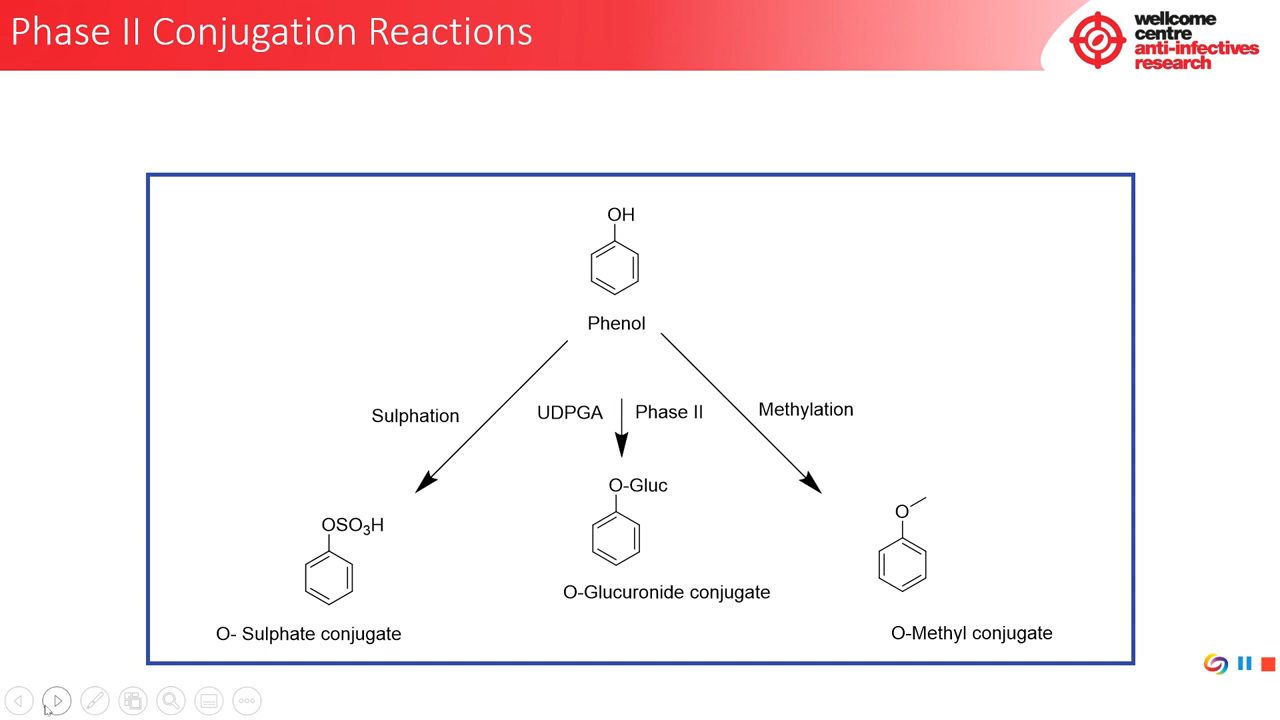 Phase II Conjugation Reactions
wellcome
centre
anti-infectives
research
OH
Phenol
Sulphation
UDPGA
Phase II
Methylation
O-Gluc
O-Glucuronide conjugate
OSO₃H
O- Sulphate conjugate
O
O-Methyl conjugate